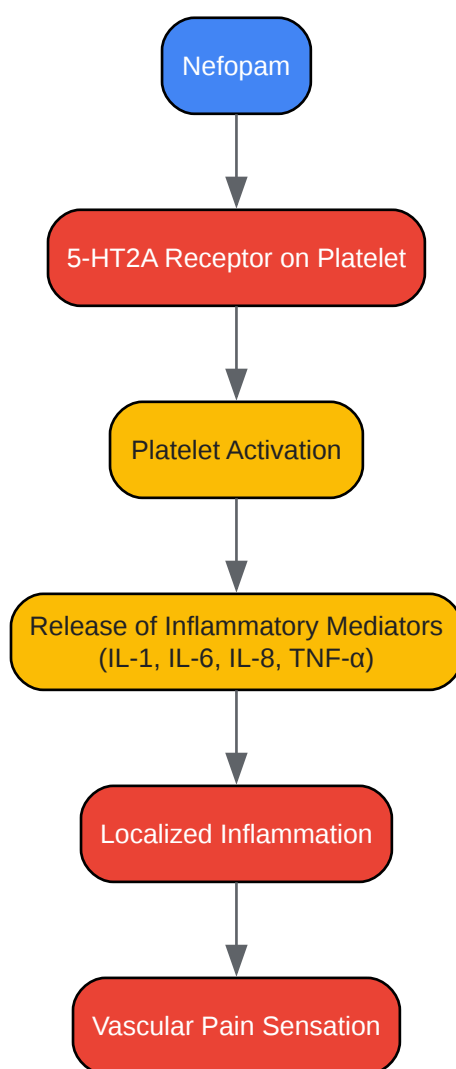 Nefopam
5-HT2A Receptor on Platelet
Platelet Activation
Release of Inflammatory Mediators
(IL-1, IL-6, IL-8, TNF-α)
Localized Inflammation
Vascular Pain Sensation